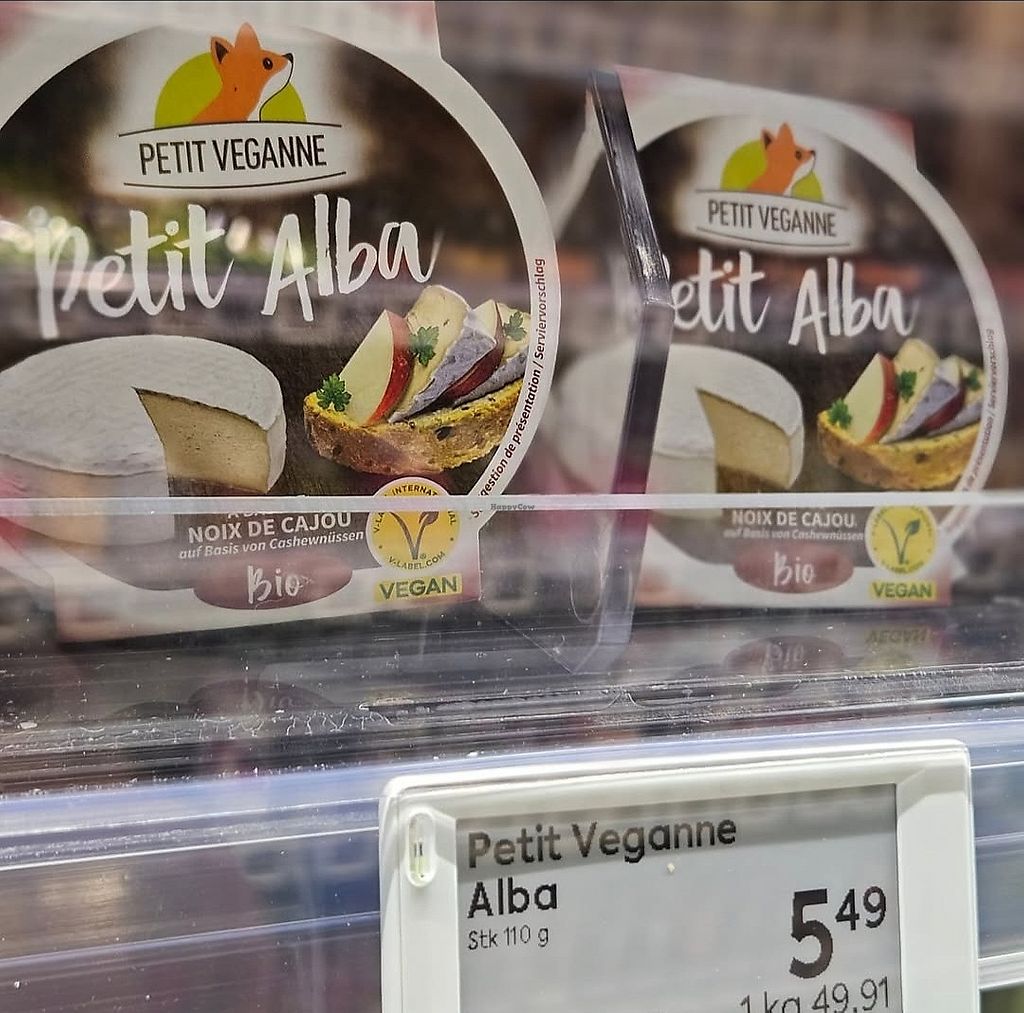 PETIT VEGANNE
Petit Alba
Suggestion de présentation / Serviervorschlag
NOIX DE CAJOU
auf Basis von Cashewnüssen
Bio
V-LABEL.COM
VEGAN
PETIT VEGANNE
Petit Alba
NOIX DE CAJOU
auf Basis von Cashewnüssen
Bio
VEGAN
HappyCow
Petit Veganne
Alba
Stk 110 g
5 49
1 kg 49,91